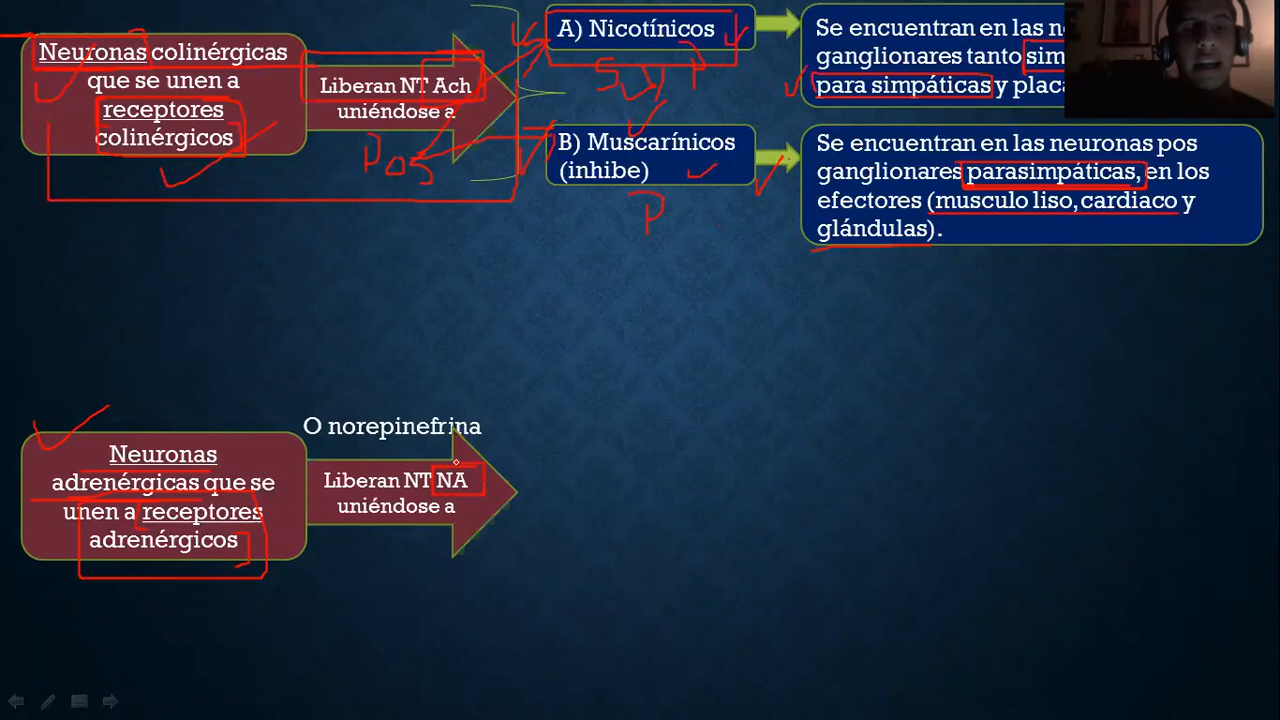 Neuronas colinérgicas
que se unen a
receptores
colinérgicos
Liberan NT Ach
uniéndose a
Pos
A) Nicotínicos
S y P
B) Muscarínicos
(inhibe)
P
Se encuentran en las
ganglionares tanto
para simpáticas y
Se encuentran en las neuronas pos
ganglionares parasimpáticas, en los
efectores (musculo liso, cardiaco y
glándulas).
Neuronas
adrenérgicas que se
unen a receptores
adrenérgicos
O norepinefrina
Liberan NT NA
uniéndose a